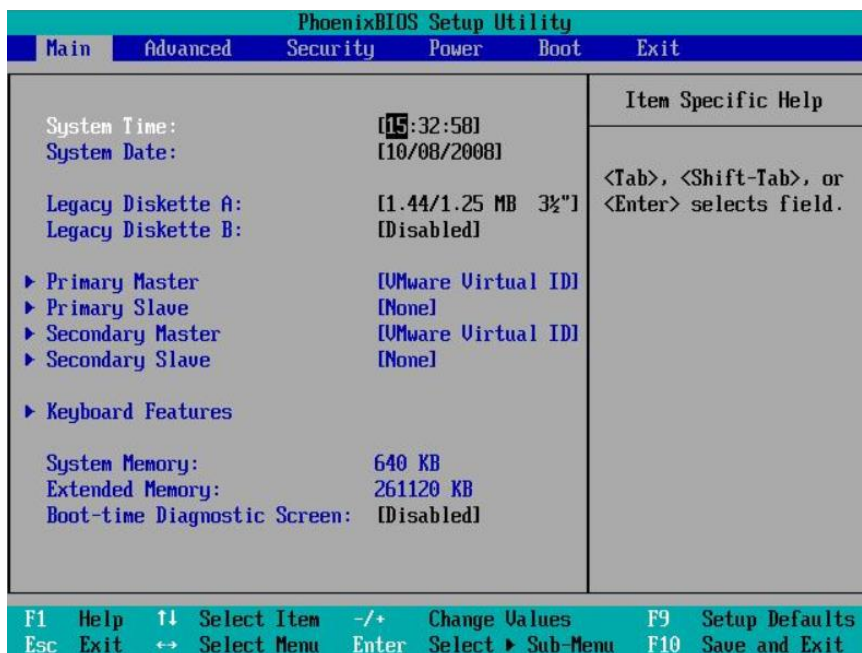 PhoenixBIOS Setup Utility
Main Advanced Security Power Boot Exit
Item Specific Help
System Time: [15:32:58]
System Date: [10/08/2008]
<Tab>, <Shift-Tab>, or
<Enter> selects field.
Legacy Diskette A: [1.44/1.25 MB 3½"]
Legacy Diskette B: [Disabled]
▶ Primary Master [VMware Virtual ID]
▶ Primary Slave [None]
▶ Secondary Master [VMware Virtual ID]
▶ Secondary Slave [None]
▶ Keyboard Features
System Memory: 640 KB
Extended Memory: 261120 KB
Boot-time Diagnostic Screen: [Disabled]
F1 Help ↑↓ Select Item -/+ Change Values F9 Setup Defaults
Esc Exit ↔ Select Menu Enter Select ▶ Sub-Menu F10 Save and Exit